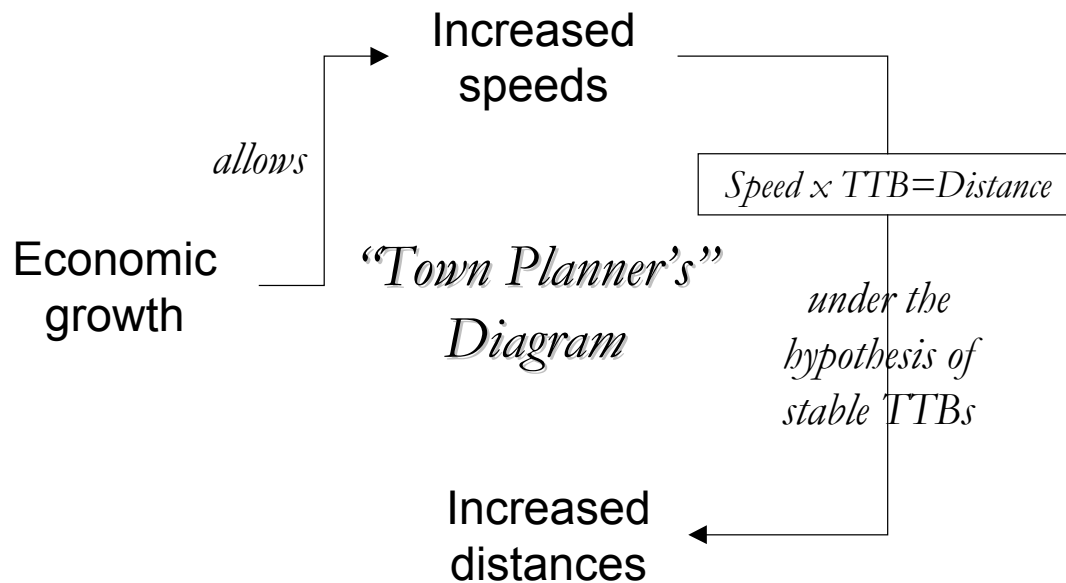 Increased
speeds
allows
Speed x TTB=Distance
Economic
growth
“Town Planner’s”
Diagram
under the
hypothesis of
stable TTBs
Increased
distances